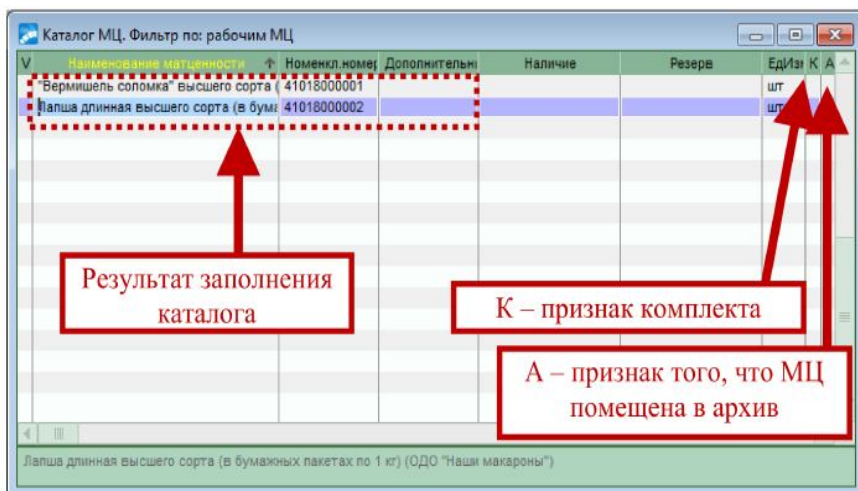 Каталог МЦ. Фильтр по: рабочим МЦ
V Наименование матценности Номенкл.номер Дополнительн Наличие Резерв ЕдИзм К А
"Вермишель соломка" высшего сорта ( 41018000001 шт
Лапша длинная высшего сорта (в бума 41018000002 шт
Результат заполнения
каталога
К – признак комплекта
А – признак того, что МЦ
помещена в архив
Лапша длинная высшего сорта (в бумажных пакетах по 1 кг) (ОДО "Наши макароны")